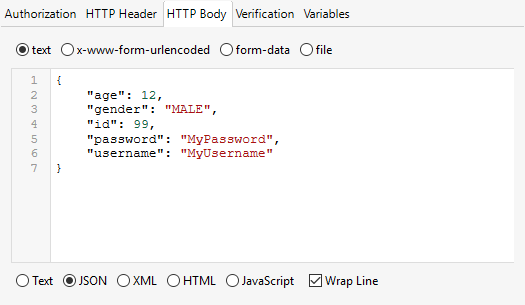 Authorization HTTP Header HTTP Body Verification Variables
text x-www-form-urlencoded form-data file
1 {
2 "age": 12,
3 "gender": "MALE",
4 "id": 99,
5 "password": "MyPassword",
6 "username": "MyUsername"
7 }
Text JSON XML HTML JavaScript Wrap Line